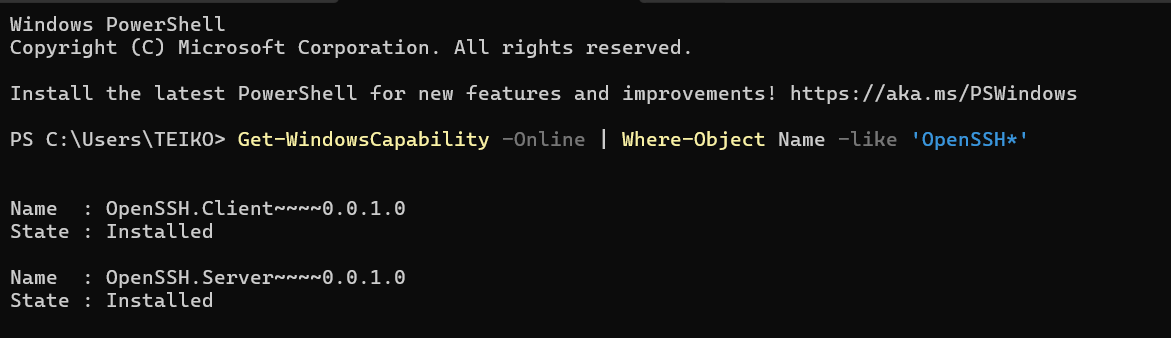 Windows PowerShell
Copyright (C) Microsoft Corporation. All rights reserved.
Install the latest PowerShell for new features and improvements! https://aka.ms/PSWindows
PS C:\Users\TEIKO> Get-WindowsCapability -Online | Where-Object Name -like 'OpenSSH*'
Name  : OpenSSH.Client~~~~0.0.1.0
State : Installed
Name  : OpenSSH.Server~~~~0.0.1.0
State : Installed